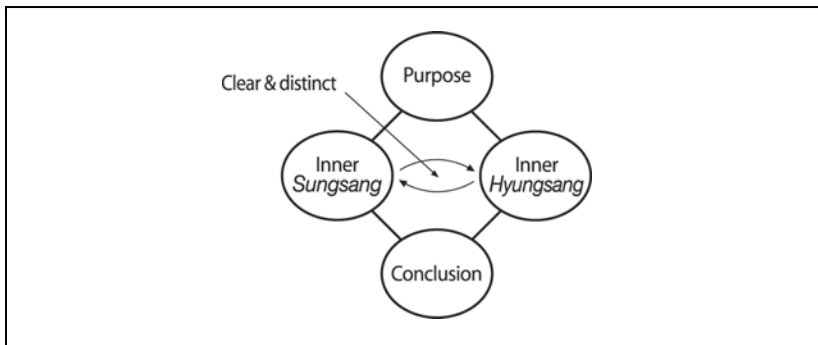 Purpose
Clear & distinct
Inner
Sungsang
Inner
Hyungsang
Conclusion